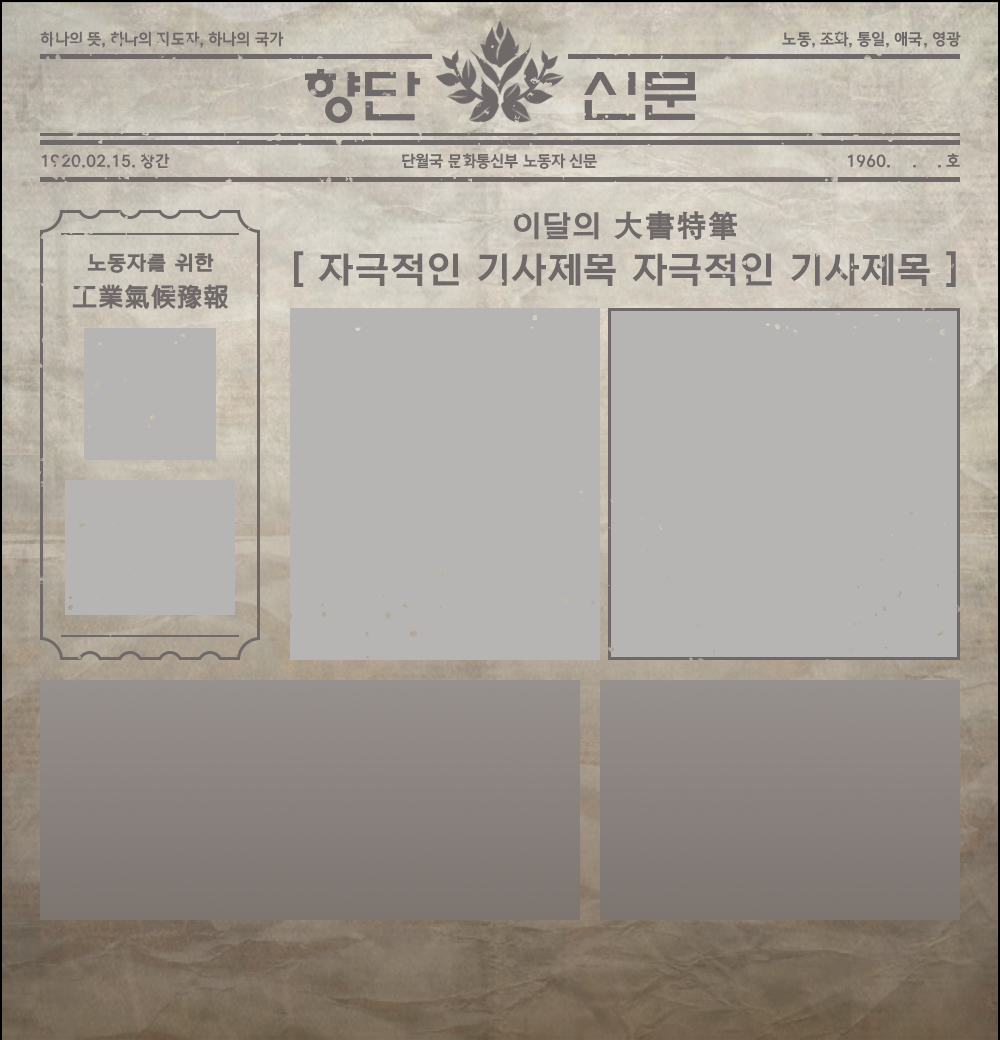 하나의 뜻, 하나의 지도자, 하나의 국가
노동, 조화, 통일, 애국, 영광
향단 신문
1920.02.15. 창간
단월국 문화통신부 노동자 신문
1960. . . 호
노동자를 위한
工業氣候豫報
이달의 大書特筆
[ 자극적인 기사제목 자극적인 기사제목 ]